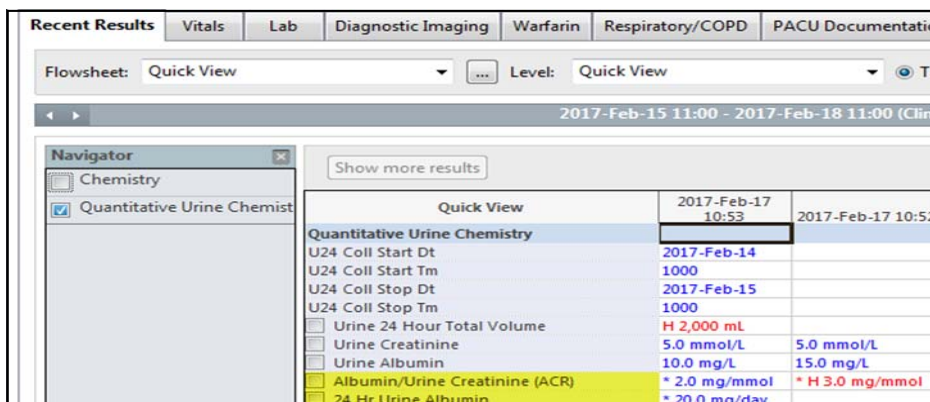 Recent Results Vitals Lab Diagnostic Imaging Warfarin Respiratory/COPD PACU Documentati
Flowsheet: Quick View ... Level: Quick View T
2017-Feb-15 11:00 - 2017-Feb-18 11:00 (Clin
Navigator
Chemistry
Quantitative Urine Chemist
Show more results
Quick View 2017-Feb-17 10:53 2017-Feb-17 10:52
Quantitative Urine Chemistry
U24 Coll Start Dt 2017-Feb-14
U24 Coll Start Tm 1000
U24 Coll Stop Dt 2017-Feb-15
U24 Coll Stop Tm 1000
Urine 24 Hour Total Volume H 2,000 mL
Urine Creatinine 5.0 mmol/L 5.0 mmol/L
Urine Albumin 10.0 mg/L 15.0 mg/L
Albumin/Urine Creatinine (ACR) * 2.0 mg/mmol * H 3.0 mg/mmol
24 Hr Urine Albumin * 20.0 mg/day